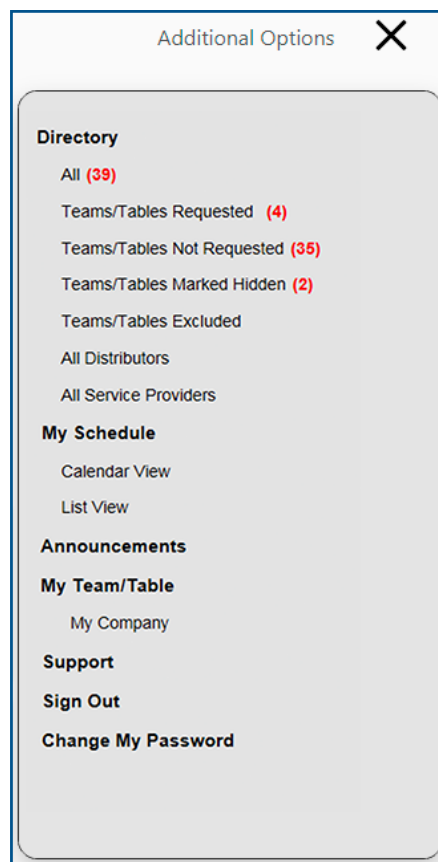 Additional Options
Directory
All (39)
Teams/Tables Requested (4)
Teams/Tables Not Requested (35)
Teams/Tables Marked Hidden (2)
Teams/Tables Excluded
All Distributors
All Service Providers
My Schedule
Calendar View
List View
Announcements
My Team/Table
My Company
Support
Sign Out
Change My Password